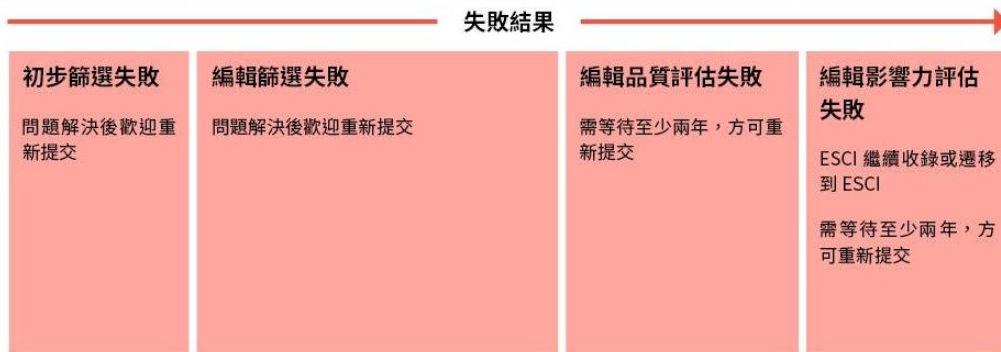 失敗結果
初步篩選失敗
問題解決後歡迎重
新提交
編輯篩選失敗
問題解決後歡迎重新提交
編輯品質評估失敗
需等待至少兩年，方可重
新提交
編輯影響力評估
失敗
ESCI 繼續收錄或遷移
到 ESCI
需等待至少兩年，方
可重新提交